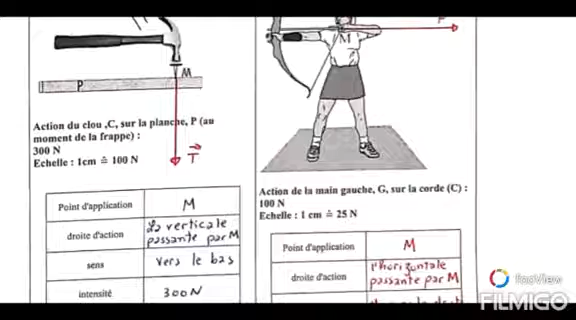 M
P
T
Action du clou ,C, sur la planche, P (au
moment de la frappe) :
300 N
Echelle : 1cm ≙ 100 N
Point d'application
M
droite d'action
La verticale
passante par M
sens
vers le bas
intensité
300 N
F
M
Action de la main gauche, G, sur la corde (C) :
100 N
Echelle : 1 cm ≙ 25 N
Point d'application
M
droite d'action
l'horizontale
passante par M
FILMIGO